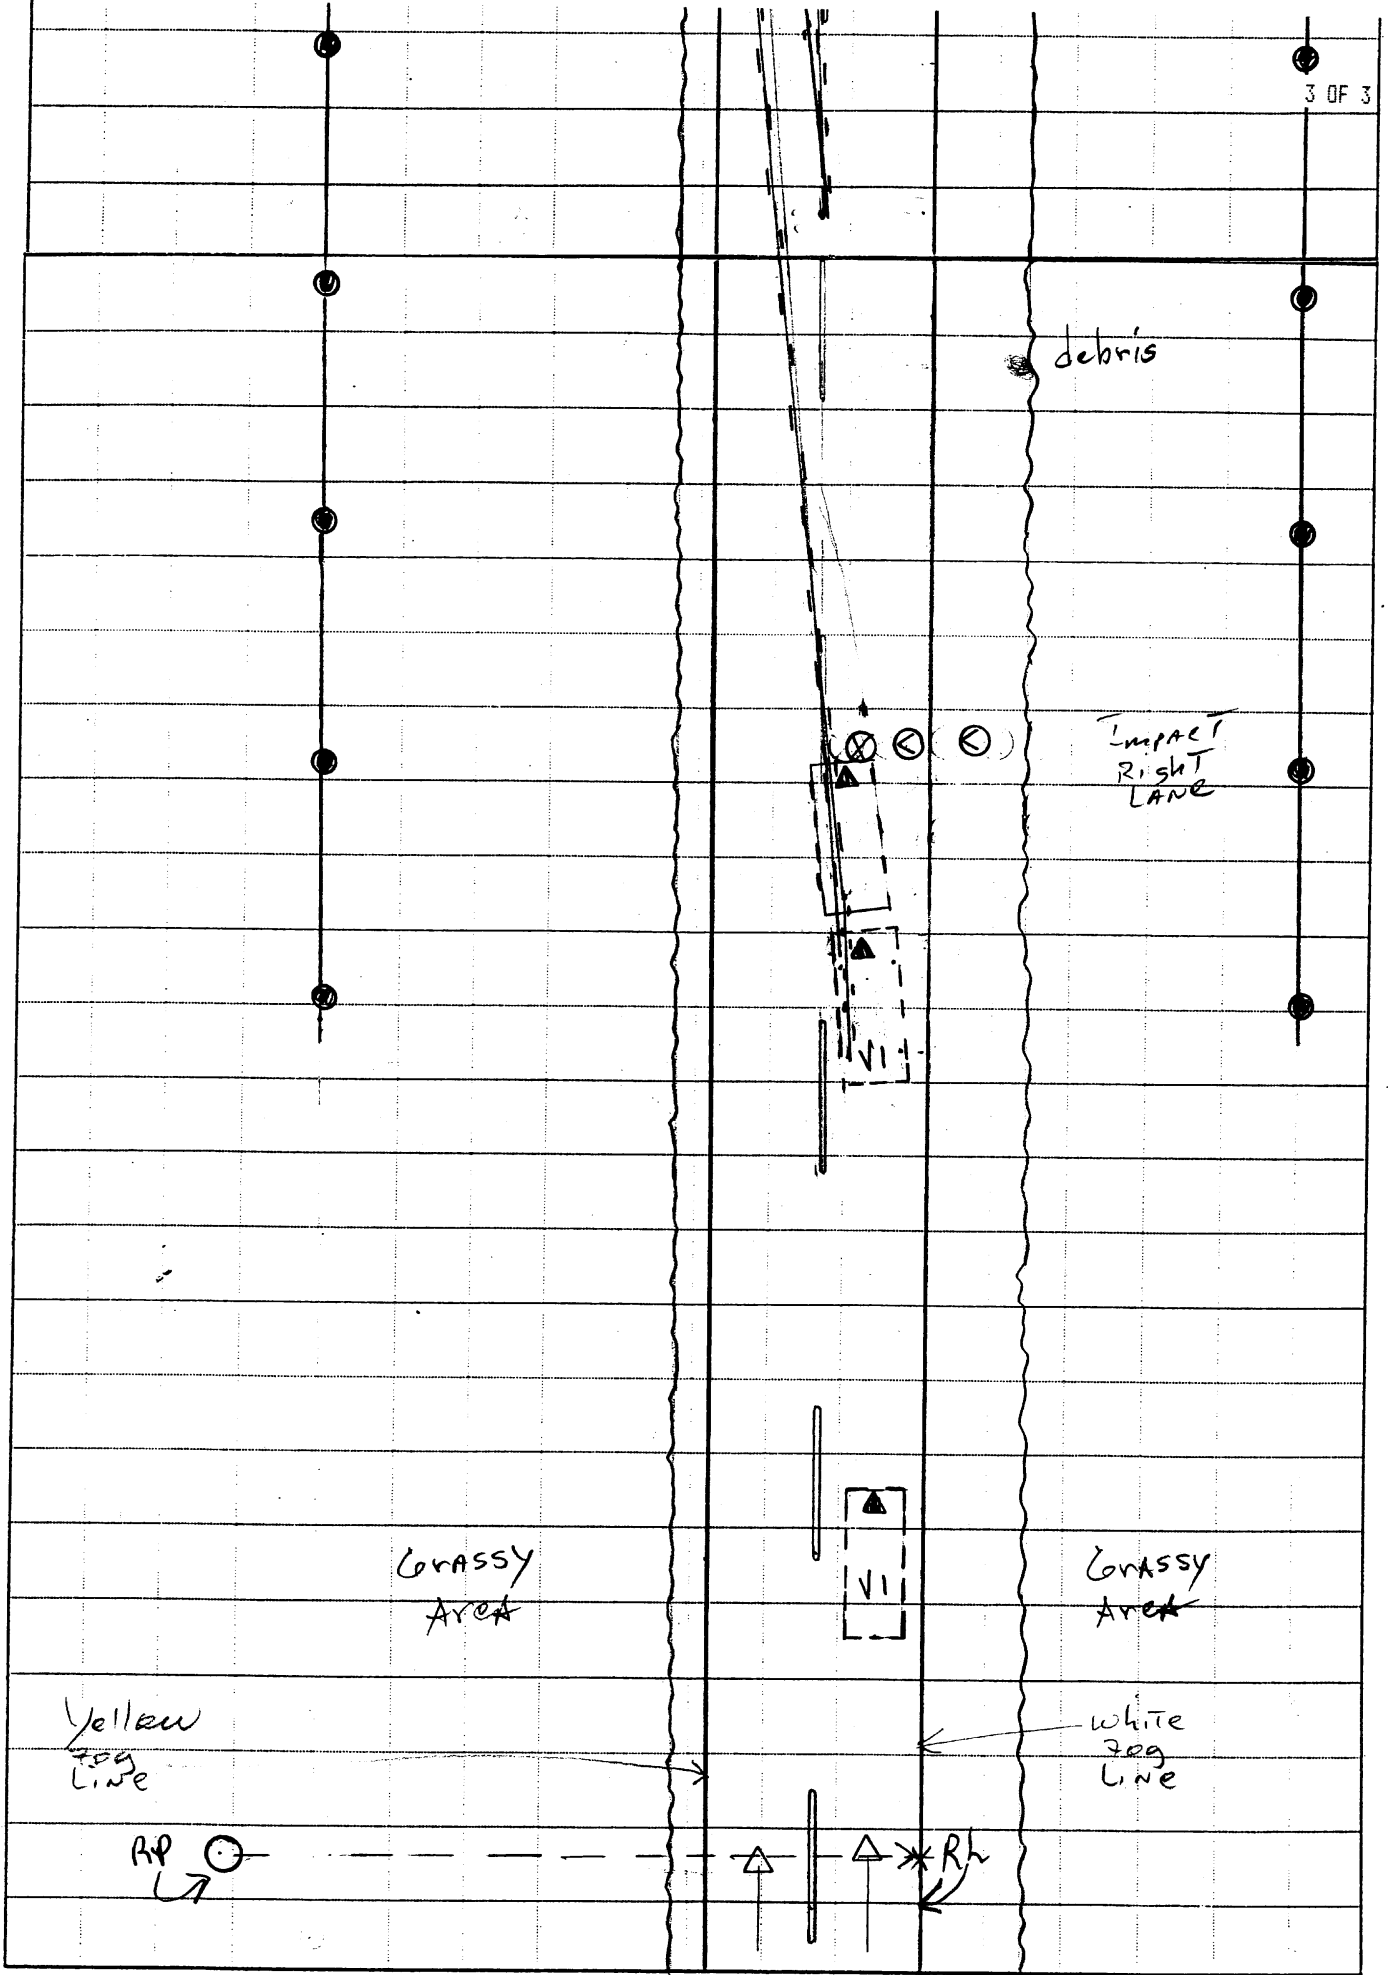 3 OF 3
debris
Impact
Right
Lane
V1
V1
Grassy
Area
Grassy
Area
Yellow
Fog
Line
White
Fog
Line
RP
RL